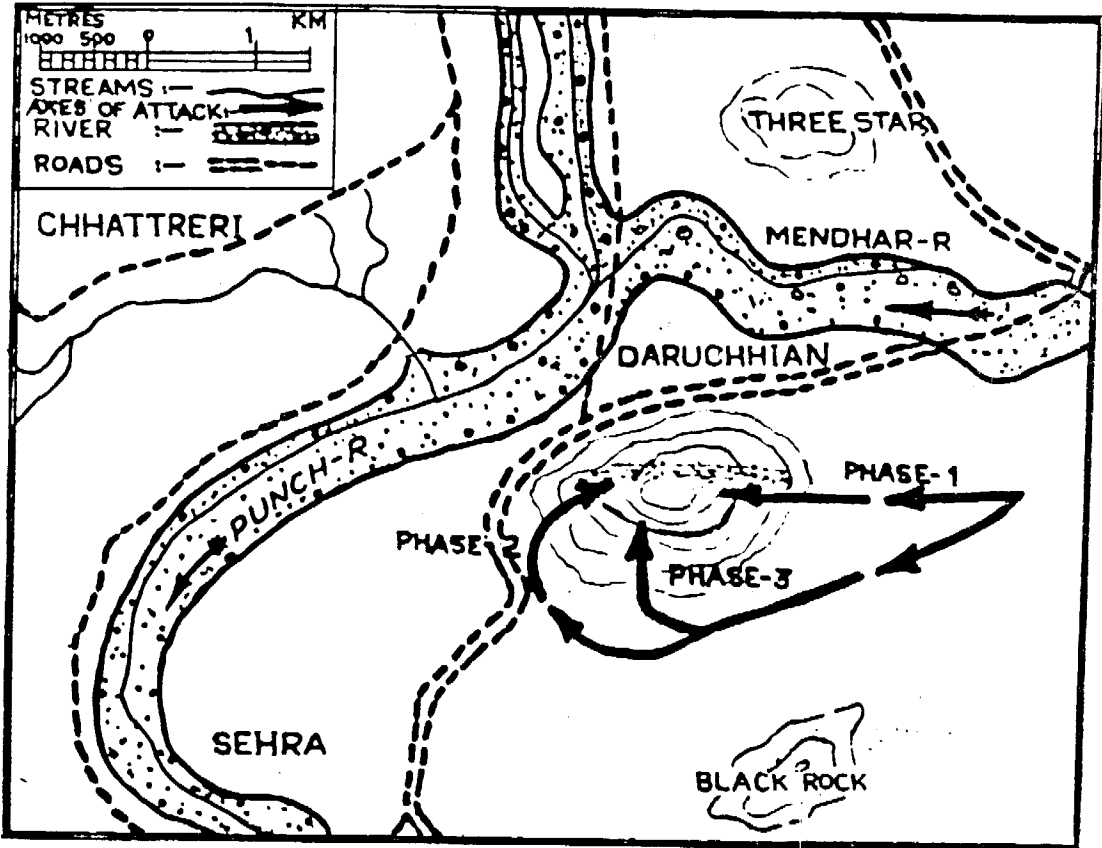 METRES KM
1000 500 0 1
STREAMS :—
AXES OF ATTACK:
RIVER :—
ROADS :—
THREE STAR
CHHATTRERI
MENDHAR-R
DARUCHHIAN
PUNCH-R
PHASE-1
PHASE-2
PHASE-3
SEHRA
BLACK ROCK